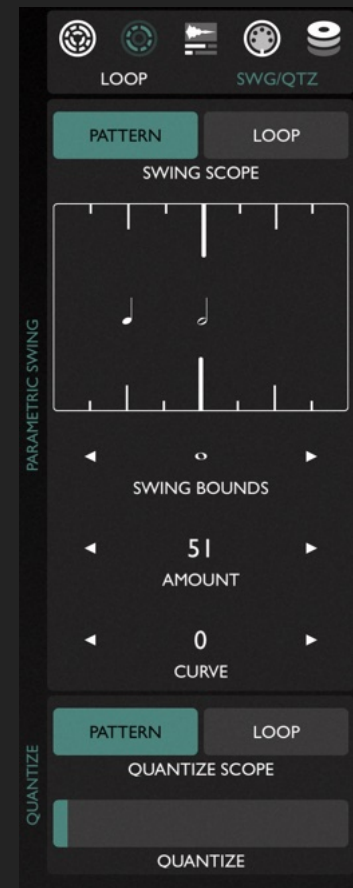 LOOP SWG/QTZ
PATTERN LOOP
SWING SCOPE
PARAMETRIC SWING
SWING BOUNDS
51
AMOUNT
0
CURVE
PATTERN LOOP
QUANTIZE SCOPE
QUANTIZE
QUANTIZE